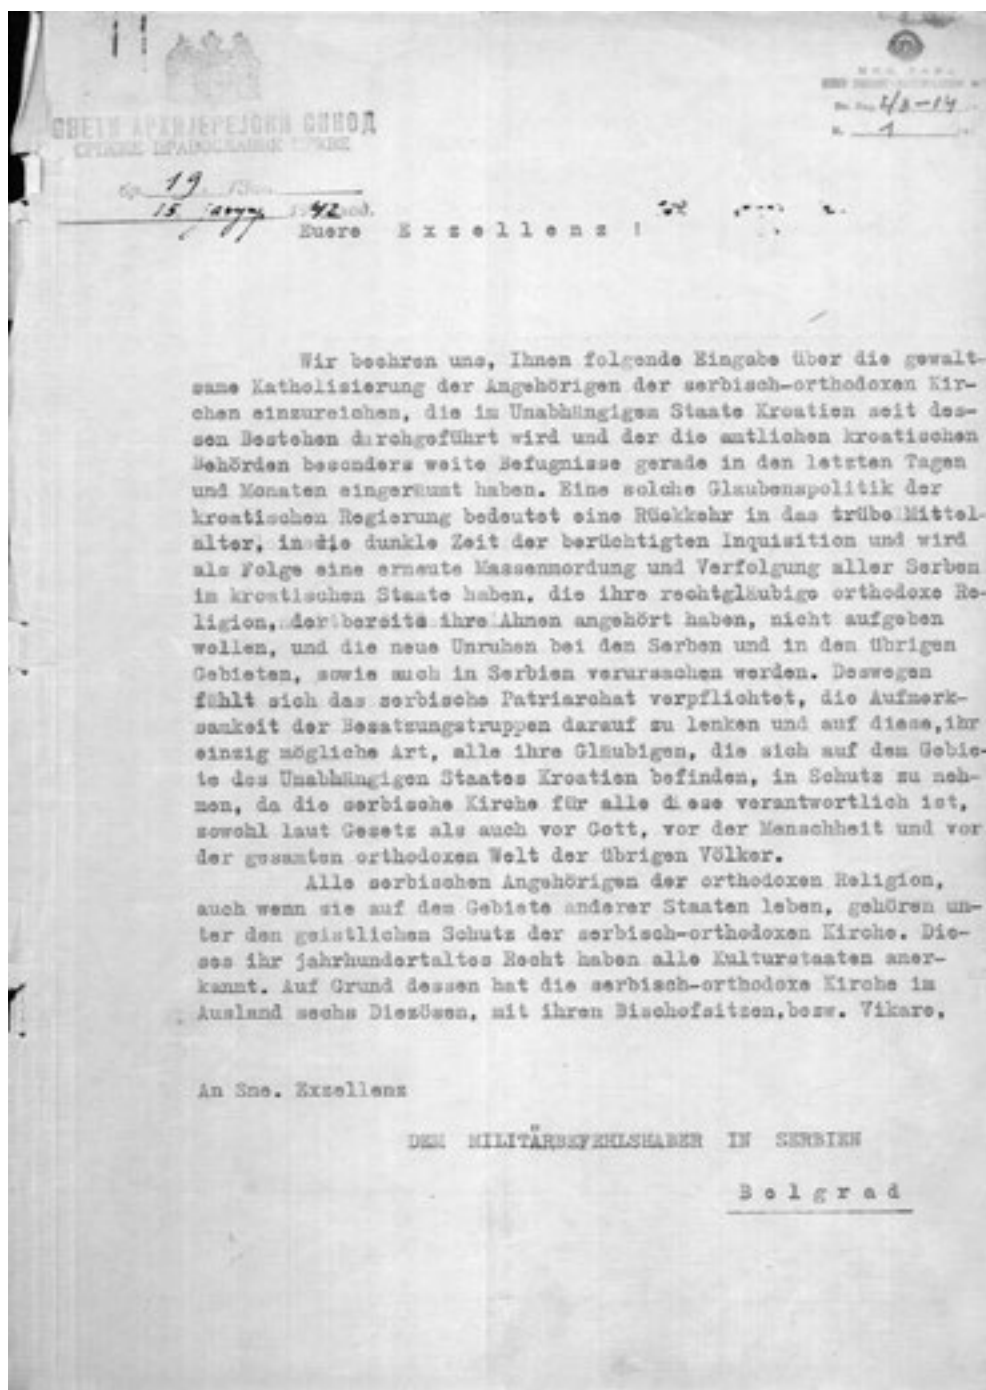 СВЕТИ АРХИЈЕРЕЈСКИ СИНОД
СРПСКЕ ПРАВОСЛАВНЕ ЦРКВЕ
бр. 19.
15. јануар 1942 год.
2/3-14
1
Euere Exzellenz !
Wir beehren uns, Ihnen folgende Eingabe über die gewalt-
same Katholisierung der Angehörigen der serbisch-orthodoxen Kir-
chen einzureichen, die im Unabhängigem Staate Kroatien seit des-
sen Bestehen durchgeführt wird und der die amtlichen kroatischen
Behörden besonders weite Befugnisse gerade in den letzten Tagen
und Monaten eingeräumt haben. Eine solche Glaubenspolitik der
kroatischen Regierung bedeutet eine Rückkehr in das trübe Mittel-
alter, in die dunkle Zeit der berüchtigten Inquisition und wird
als Folge eine erneute Massenmordung und Verfolgung aller Serben
im kroatischen Staate haben, die ihre rechtgläubige orthodoxe Re-
ligion, der bereits ihre Ahnen angehört haben, nicht aufgeben
wollen, und die neue Unruhen bei den Serben und in den übrigen
Gebieten, sowie auch in Serbien verursachen werden. Deswegen
fühlt sich das serbische Patriarchat verpflichtet, die Aufmerk-
samkeit der Besatzungstruppen darauf zu lenken und auf diese, ihr
einzig mögliche Art, alle ihre Gläubigen, die sich auf dem Gebie-
te des Unabhängigen Staates Kroatien befinden, in Schutz zu neh-
men, da die serbische Kirche für alle diese verantwortlich ist,
sowohl laut Gesetz als auch vor Gott, vor der Menschheit und vor
der gesamten orthodoxen Welt der übrigen Völker.
Alle serbischen Angehörigen der orthodoxen Religion,
auch wenn sie auf dem Gebiete anderer Staaten leben, gehören un-
ter den geistlichen Schutz der serbisch-orthodoxen Kirche. Die-
ses ihr jahrhundertaltes Recht haben alle Kulturstaaten aner-
kannt. Auf Grund dessen hat die serbisch-orthodoxe Kirche im
Ausland sechs Diezösen, mit ihren Bischofsitzen, bezw. Vikare,
An Sne. Exzellenz
DEM MILITÄRBEFEHLSHABER IN SERBIEN
Belgrad